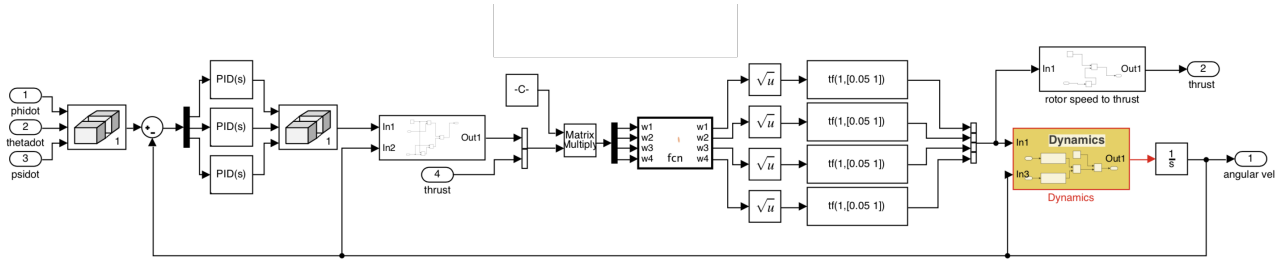 1
phidot
2
thetadot
3
psidot
1
+
-
PID(s)
PID(s)
PID(s)
1
In1
In2
Out1
4
thrust
-C-
Matrix
Multiply
w1
w2
w3
w4
fcn
w1
w2
w3
w4
√u
√u
√u
√u
tf(1,[0.05 1])
tf(1,[0.05 1])
tf(1,[0.05 1])
tf(1,[0.05 1])
In1
Out1
rotor speed to thrust
2
thrust
Dynamics
In1
In3
Out1
Dynamics
1
s
1
angular vel